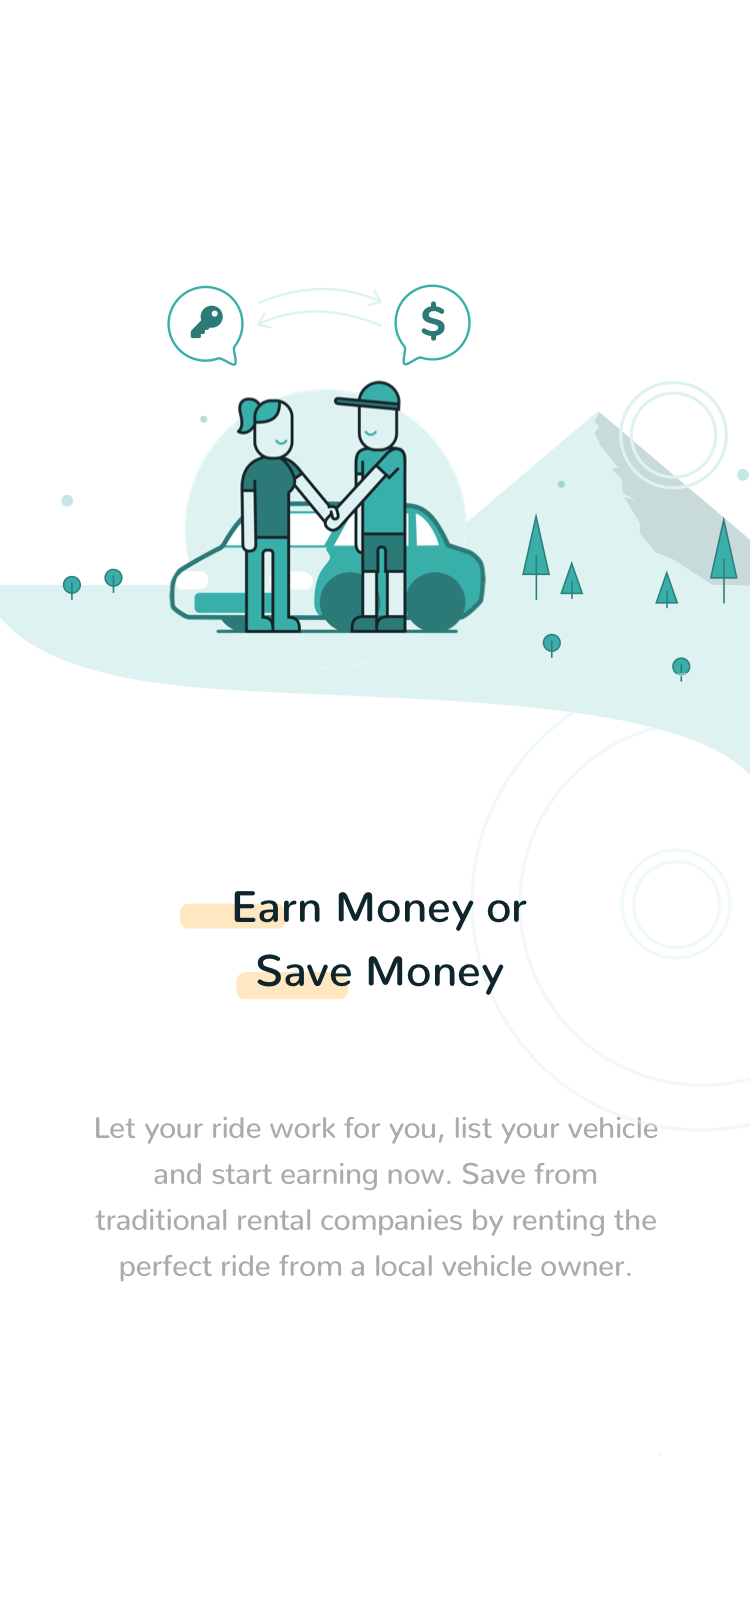 $
Earn Money or
Save Money
Let your ride work for you, list your vehicle
and start earning now. Save from
traditional rental companies by renting the
perfect ride from a local vehicle owner.